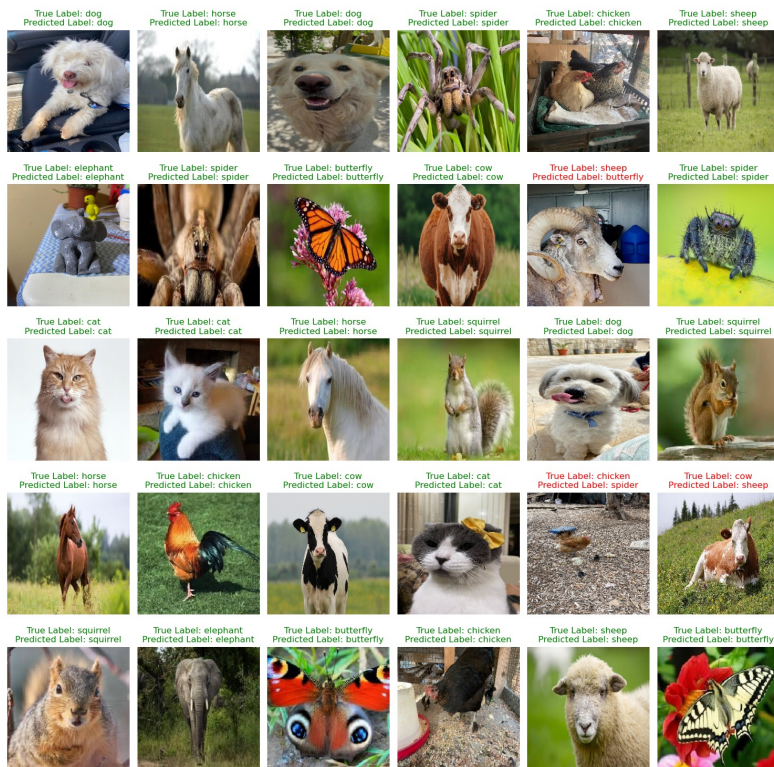 True Label: dog
Predicted Label: dog
True Label: horse
Predicted Label: horse
True Label: dog
Predicted Label: dog
True Label: spider
Predicted Label: spider
True Label: chicken
Predicted Label: chicken
True Label: sheep
Predicted Label: sheep
True Label: elephant
Predicted Label: elephant
True Label: spider
Predicted Label: spider
True Label: butterfly
Predicted Label: butterfly
True Label: cow
Predicted Label: cow
True Label: sheep
Predicted Label: butterfly
True Label: spider
Predicted Label: spider
True Label: cat
Predicted Label: cat
True Label: cat
Predicted Label: cat
True Label: horse
Predicted Label: horse
True Label: squirrel
Predicted Label: squirrel
True Label: dog
Predicted Label: dog
True Label: squirrel
Predicted Label: squirrel
True Label: horse
Predicted Label: horse
True Label: chicken
Predicted Label: chicken
True Label: cow
Predicted Label: cow
True Label: cat
Predicted Label: cat
True Label: chicken
Predicted Label: spider
True Label: cow
Predicted Label: sheep
True Label: squirrel
Predicted Label: squirrel
True Label: elephant
Predicted Label: elephant
True Label: butterfly
Predicted Label: butterfly
True Label: chicken
Predicted Label: chicken
True Label: sheep
Predicted Label: sheep
True Label: butterfly
Predicted Label: butterfly